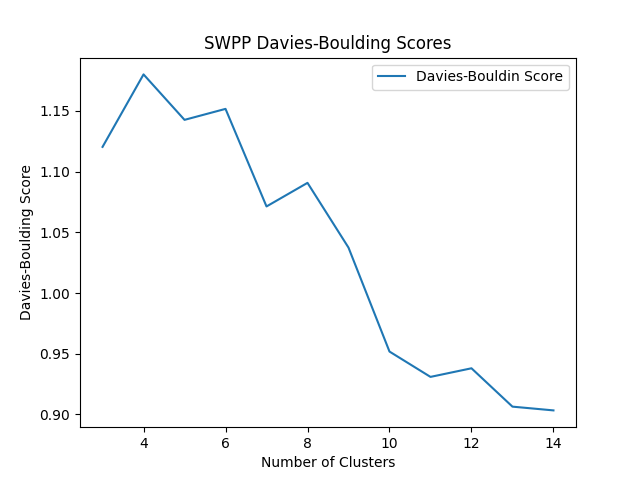 SWPP Davies-Boulding Scores
Davies-Bouldin Score
Davies-Boulding Score
1.15
1.10
1.05
1.00
0.95
0.90
4 6 8 10 12 14
Number of Clusters